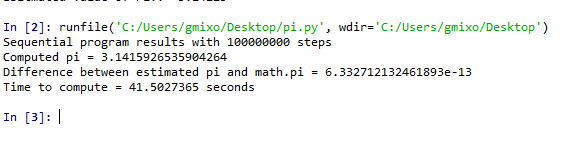 In [2]: runfile('C:/Users/gmixo/Desktop/pi.py', wdir='C:/Users/gmixo/Desktop')
Sequential program results with 100000000 steps
Computed pi = 3.1415926535904264
Difference between estimated pi and math.pi = 6.332712132461893e-13
Time to compute = 41.5027365 seconds
In [3]: